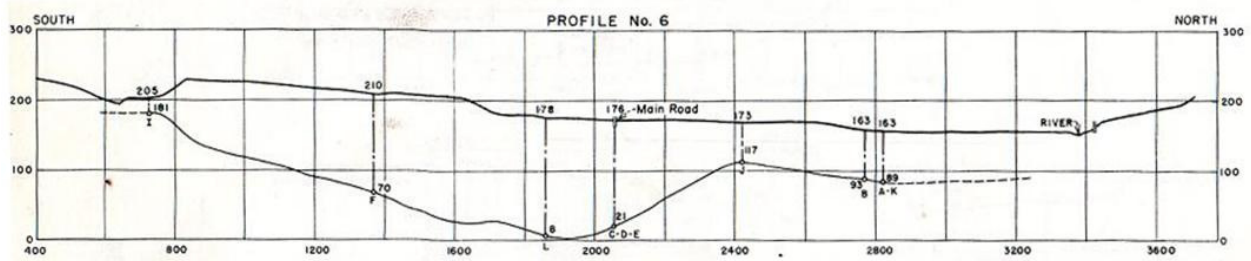 SOUTH PROFILE No. 6 NORTH
300 300
205 210 178 176 Main Road 173 163 163 RIVER
200 200
181
I
117
J
100 100
70
F
93 89
B A-K
21
C-D-E
8
L
0 0
400 800 1200 1600 2000 2400 2800 3200 3600